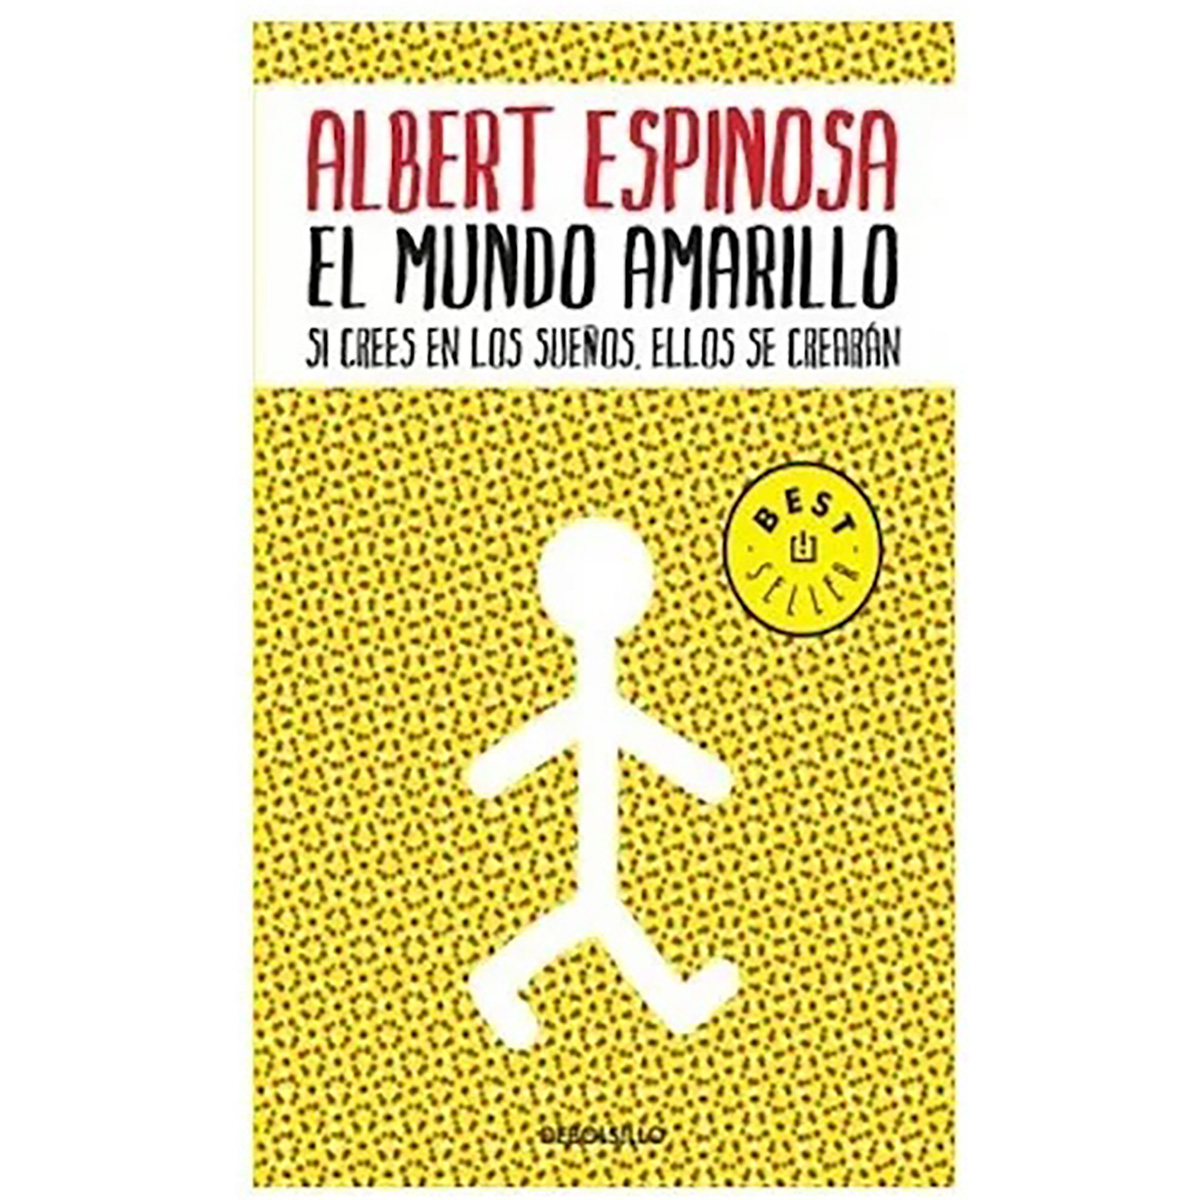 ALBERT ESPINOSA
EL MUNDO AMARILLO
SI CREES EN LOS SUEÑOS, ELLOS SE CREARÁN
BEST
SELLER
DEBOLSILLO